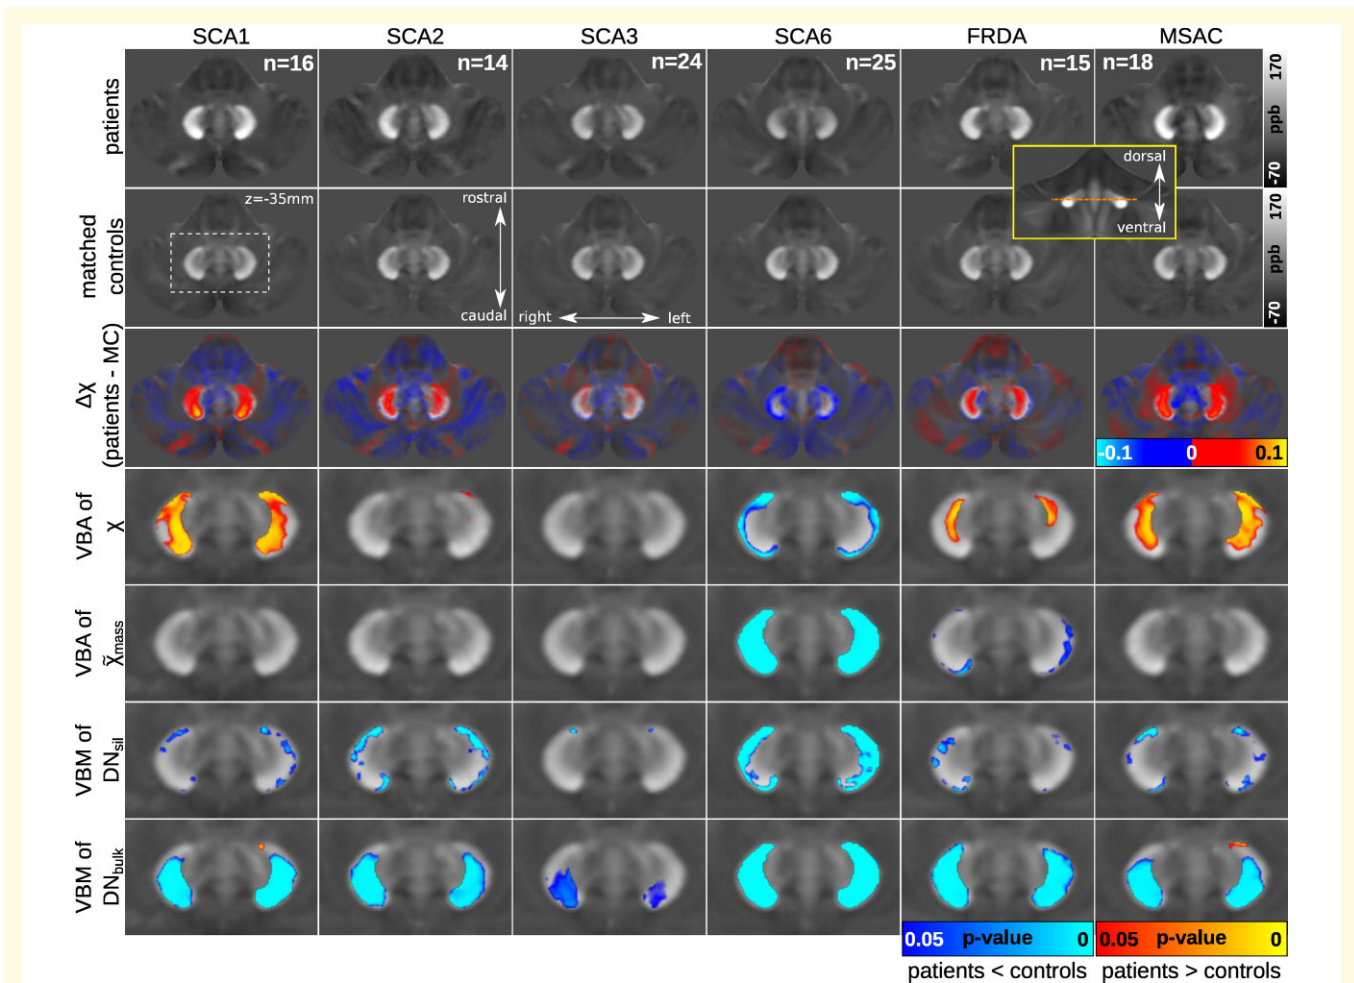 SCA1 SCA2 SCA3 SCA6 FRDA MSAC
patients
n=16 n=14 n=24 n=25 n=15 n=18
170
ppb
-70
dorsal
ventral
matched
controls
z=-35mm
rostral
caudal
right left
170
ppb
-70
Δχ
(patients - MC)
-0.1 0 0.1
VBA of
χ
VBA of
χ̃mass
VBM of
DNsil
VBM of
DNbulk
0.05 p-value 0
0.05 p-value 0
patients < controls
patients > controls